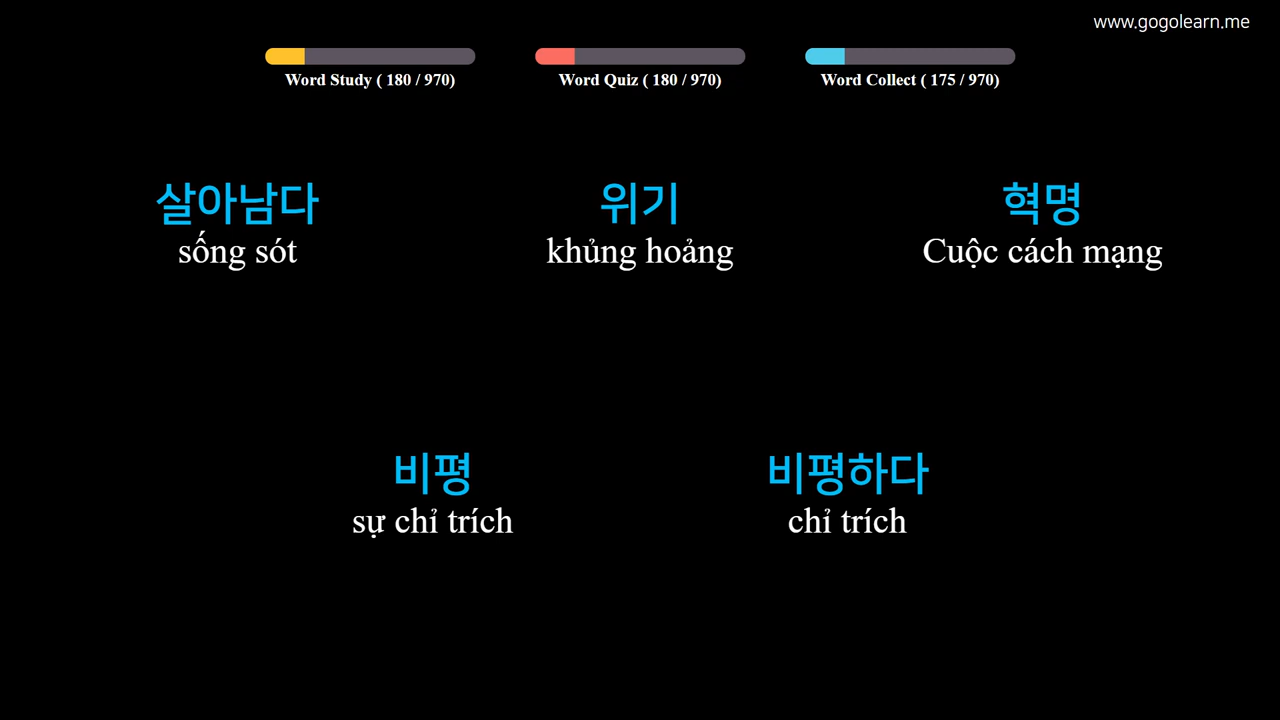 www.gogolearn.me
Word Study ( 180 / 970)
Word Quiz ( 180 / 970)
Word Collect ( 175 / 970)
살아남다
sống sót
위기
khủng hoảng
혁명
Cuộc cách mạng
비평
sự chỉ trích
비평하다
chỉ trích